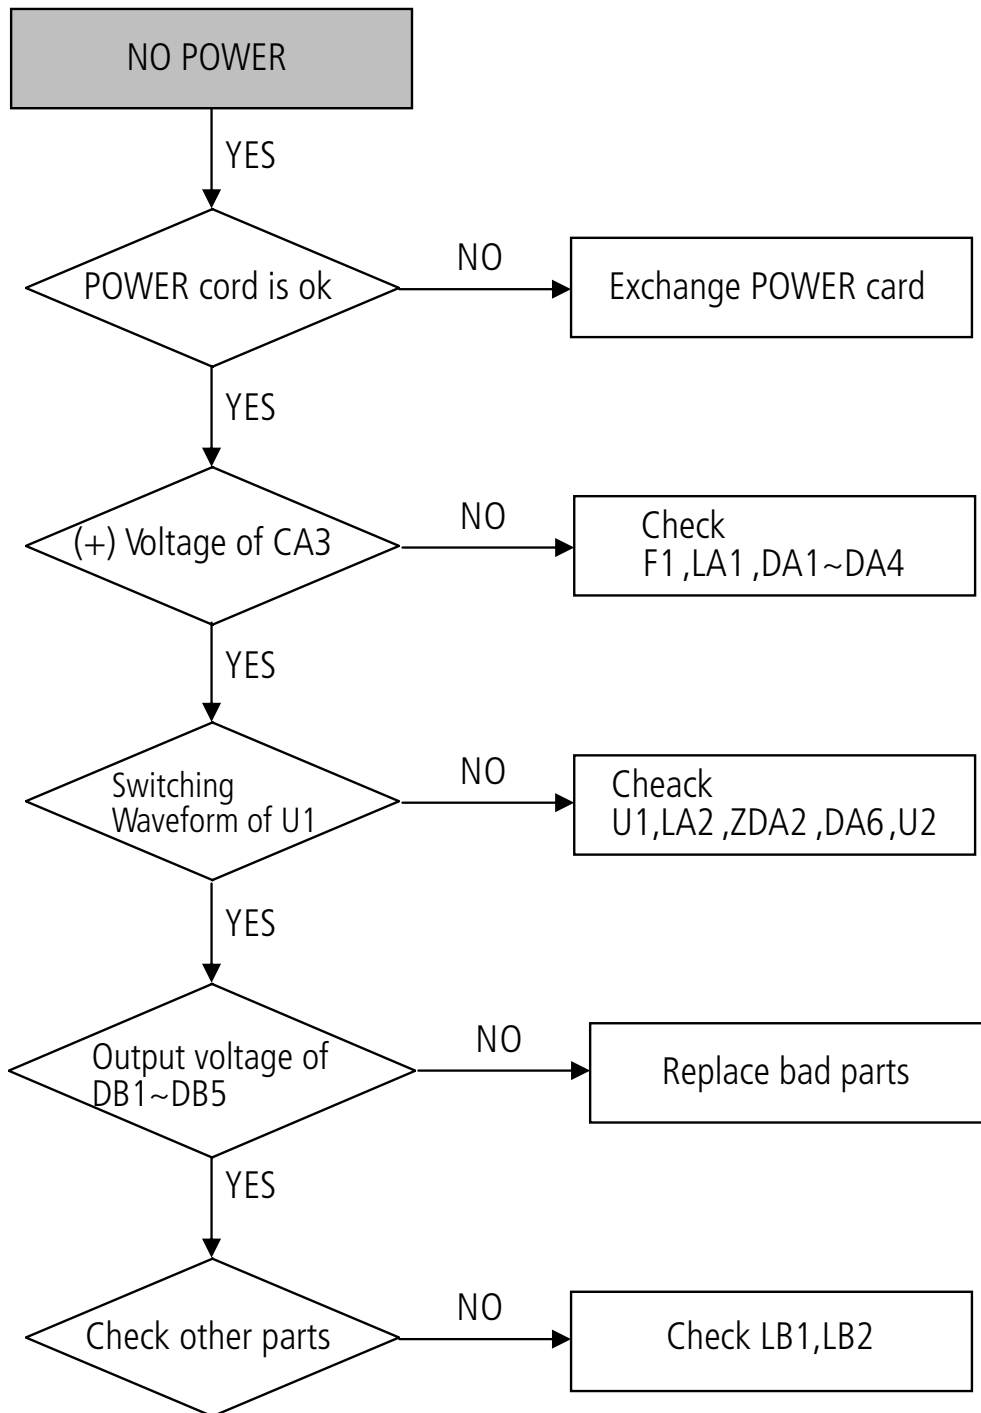 NO POWER
YES
POWER cord is ok
NO
Exchange POWER card
YES
(+) Voltage of CA3
NO
Check
F1,LA1,DA1~DA4
YES
Switching
Waveform of U1
NO
Cheack
U1,LA2,ZDA2,DA6,U2
YES
Output voltage of
DB1~DB5
NO
Replace bad parts
YES
Check other parts
NO
Check LB1,LB2